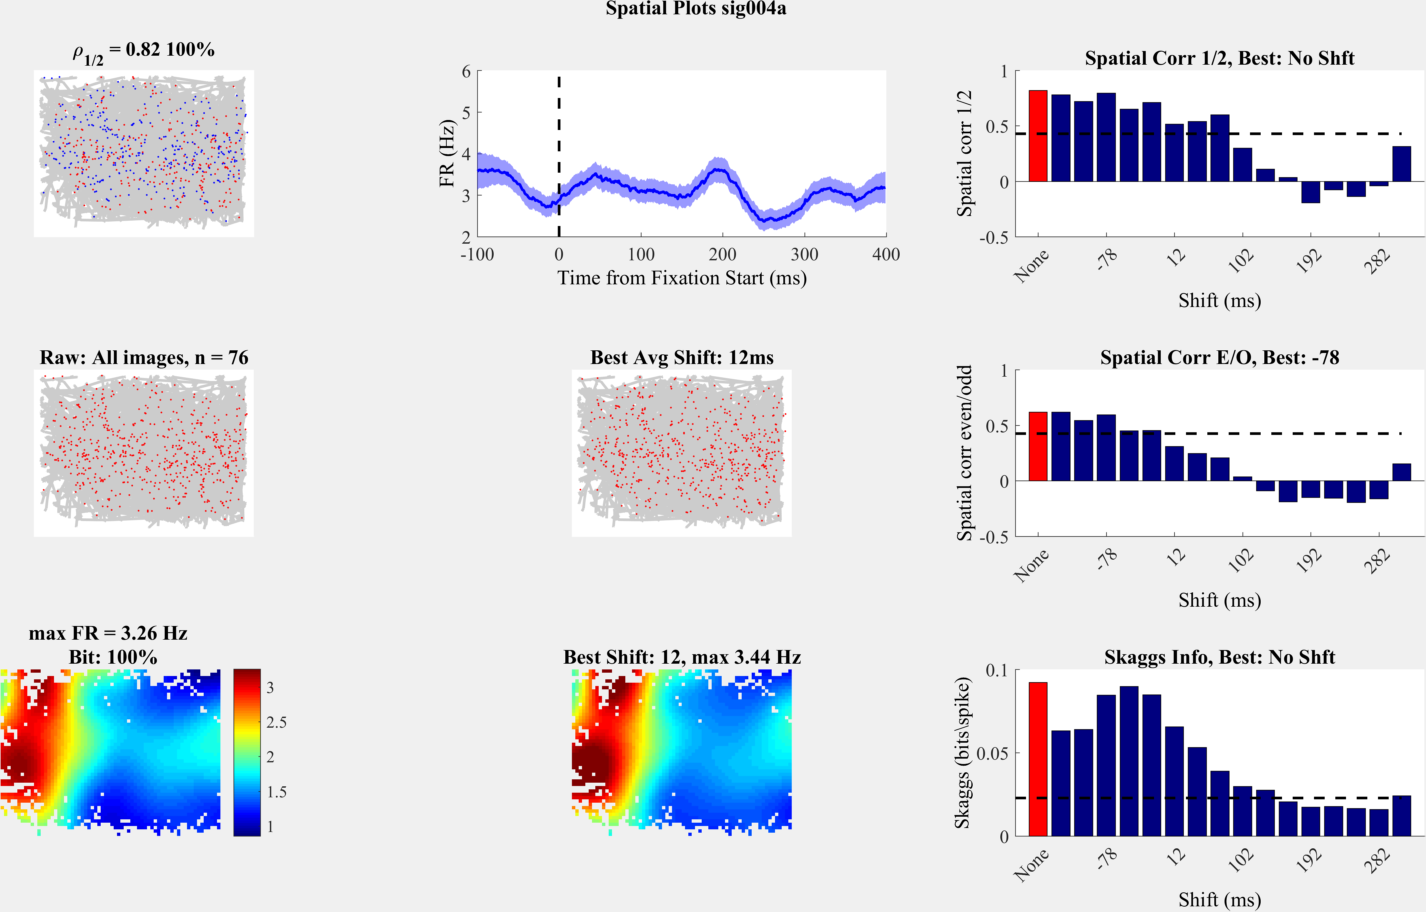 Spatial Plots sig004a
ρ1/2 = 0.82 100%
FR (Hz)
6
5
4
3
2
-100
0
100
200
300
400
Time from Fixation Start (ms)
Spatial Corr 1/2, Best: No Shft
Spatial corr 1/2
1
0.5
0
-0.5
None
-78
12
102
192
282
Shift (ms)
Raw: All images, n = 76
Best Avg Shift: 12ms
Spatial Corr E/O, Best: -78
Spatial corr even/odd
1
0.5
0
-0.5
None
-78
12
102
192
282
Shift (ms)
max FR = 3.26 Hz
Bit: 100%
3
2.5
2
1.5
1
Best Shift: 12, max 3.44 Hz
Skaggs Info, Best: No Shft
Skaggs (bits\spike)
0.1
0.05
0
None
-78
12
102
192
282
Shift (ms)